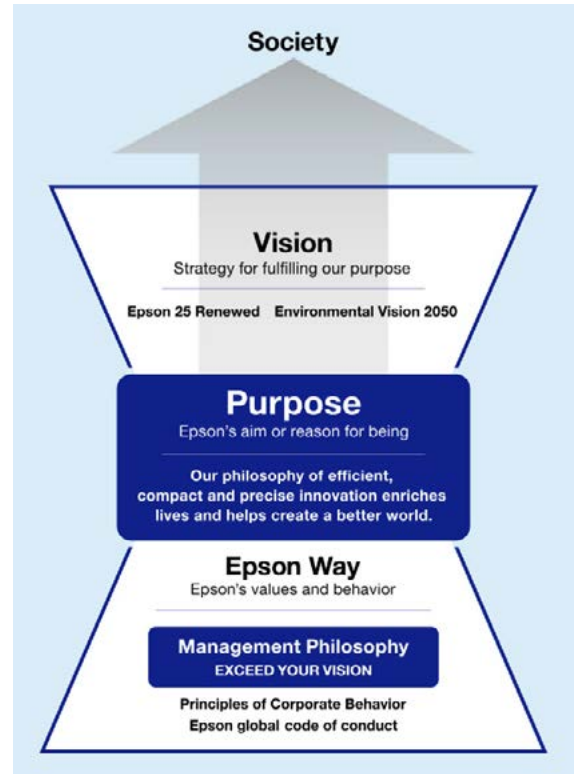 Society
Vision
Strategy for fulfilling our purpose
Epson 25 Renewed Environmental Vision 2050
Purpose
Epson's aim or reason for being
Our philosophy of efficient,
compact and precise innovation enriches
lives and helps create a better world.
Epson Way
Epson's values and behavior
Management Philosophy
EXCEED YOUR VISION
Principles of Corporate Behavior
Epson global code of conduct